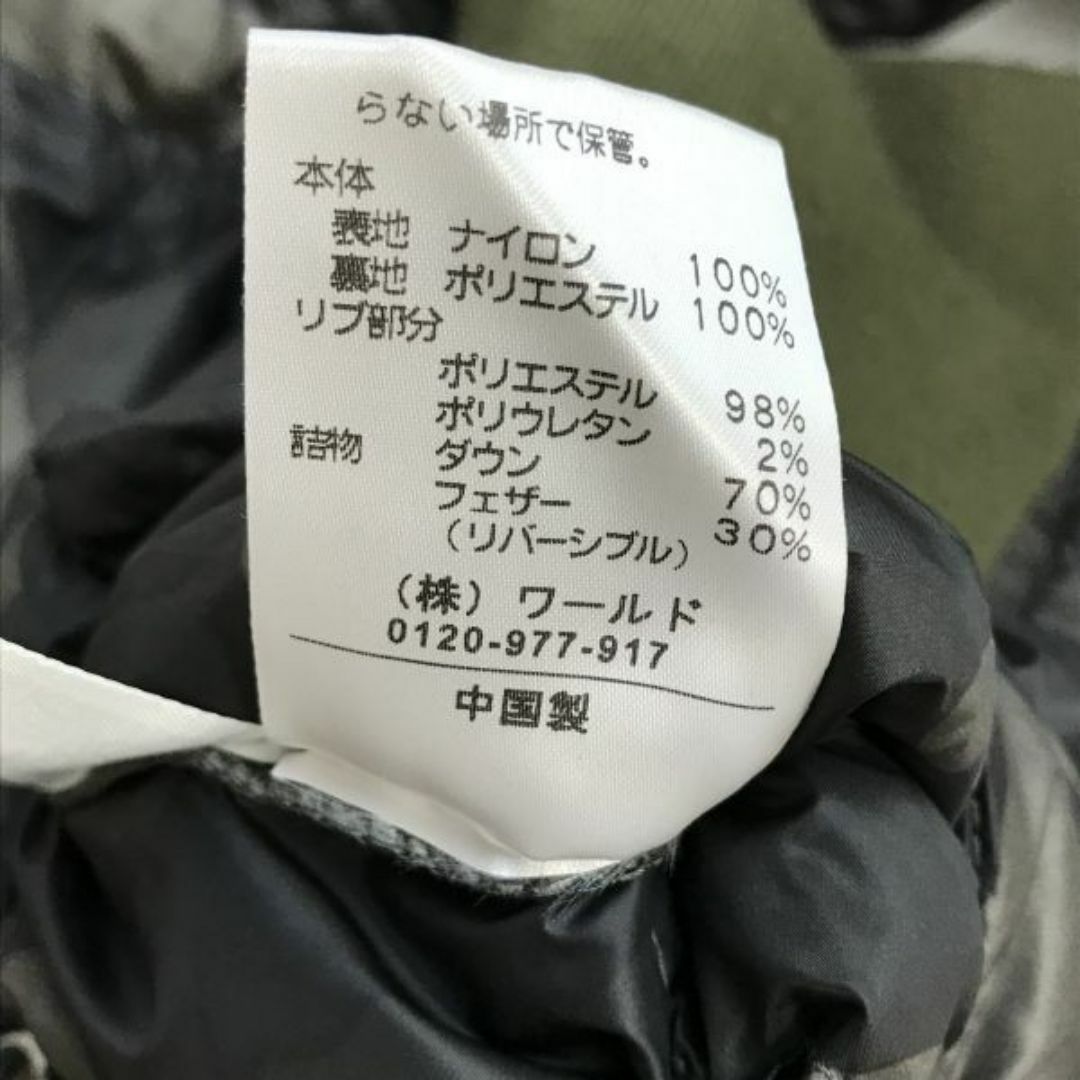 らない場所で保管。
本体
表地 ナイロン 100%
裏地 ポリエステル 100%
リブ部分
ポリエステル 98%
ポリウレタン 2%
詰物 ダウン 70%
フェザー 30%
(リバーシブル)
(株) ワールド
0120-977-917
中国製